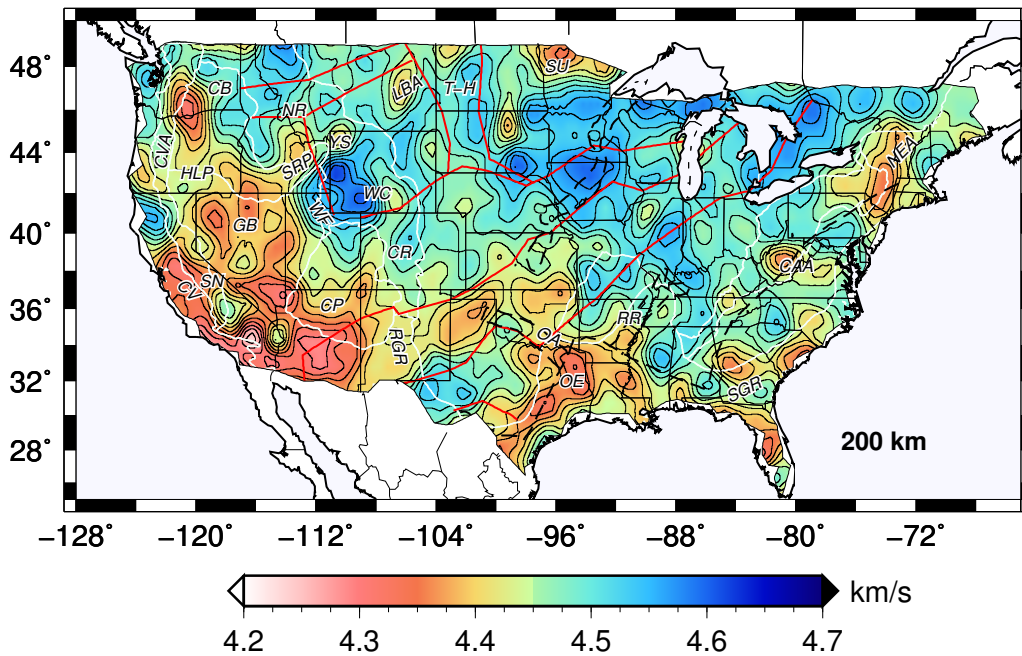 48°
44°
40°
36°
32°
28°
SU
CB
LBA
T-H
NR
CVA
YS
SRP
HLP
WC
WF
NEA
GB
CR
CAA
SN
CV
CP
RGR
OA
RR
OE
SGR
200 km
−128° −120° −112° −104° −96° −88° −80° −72°
km/s
4.2 4.3 4.4 4.5 4.6 4.7